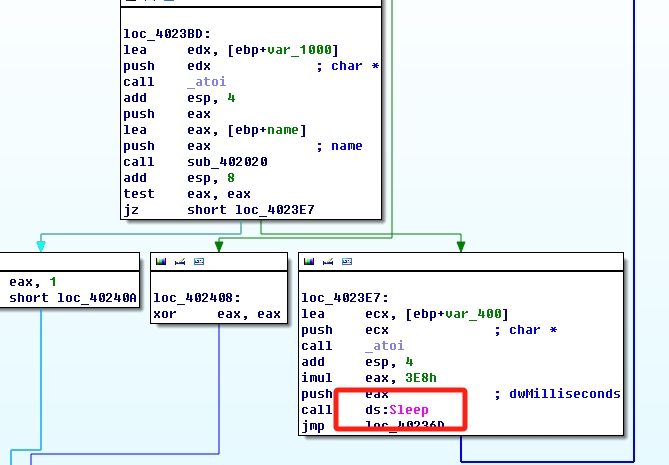 loc_4023BD:
lea edx, [ebp+var_1000]
push edx ; char *
call _atoi
add esp, 4
push eax
lea eax, [ebp+name]
push eax ; name
call sub_402020
add esp, 8
test eax, eax
jz short loc_4023E7
eax, 1
short loc_40240A
loc_402408:
xor eax, eax
loc_4023E7:
lea ecx, [ebp+var_400]
push ecx ; char *
call _atoi
add esp, 4
imul eax, 3E8h
push eax ; dwMilliseconds
call ds:Sleep
jmp loc_40236D